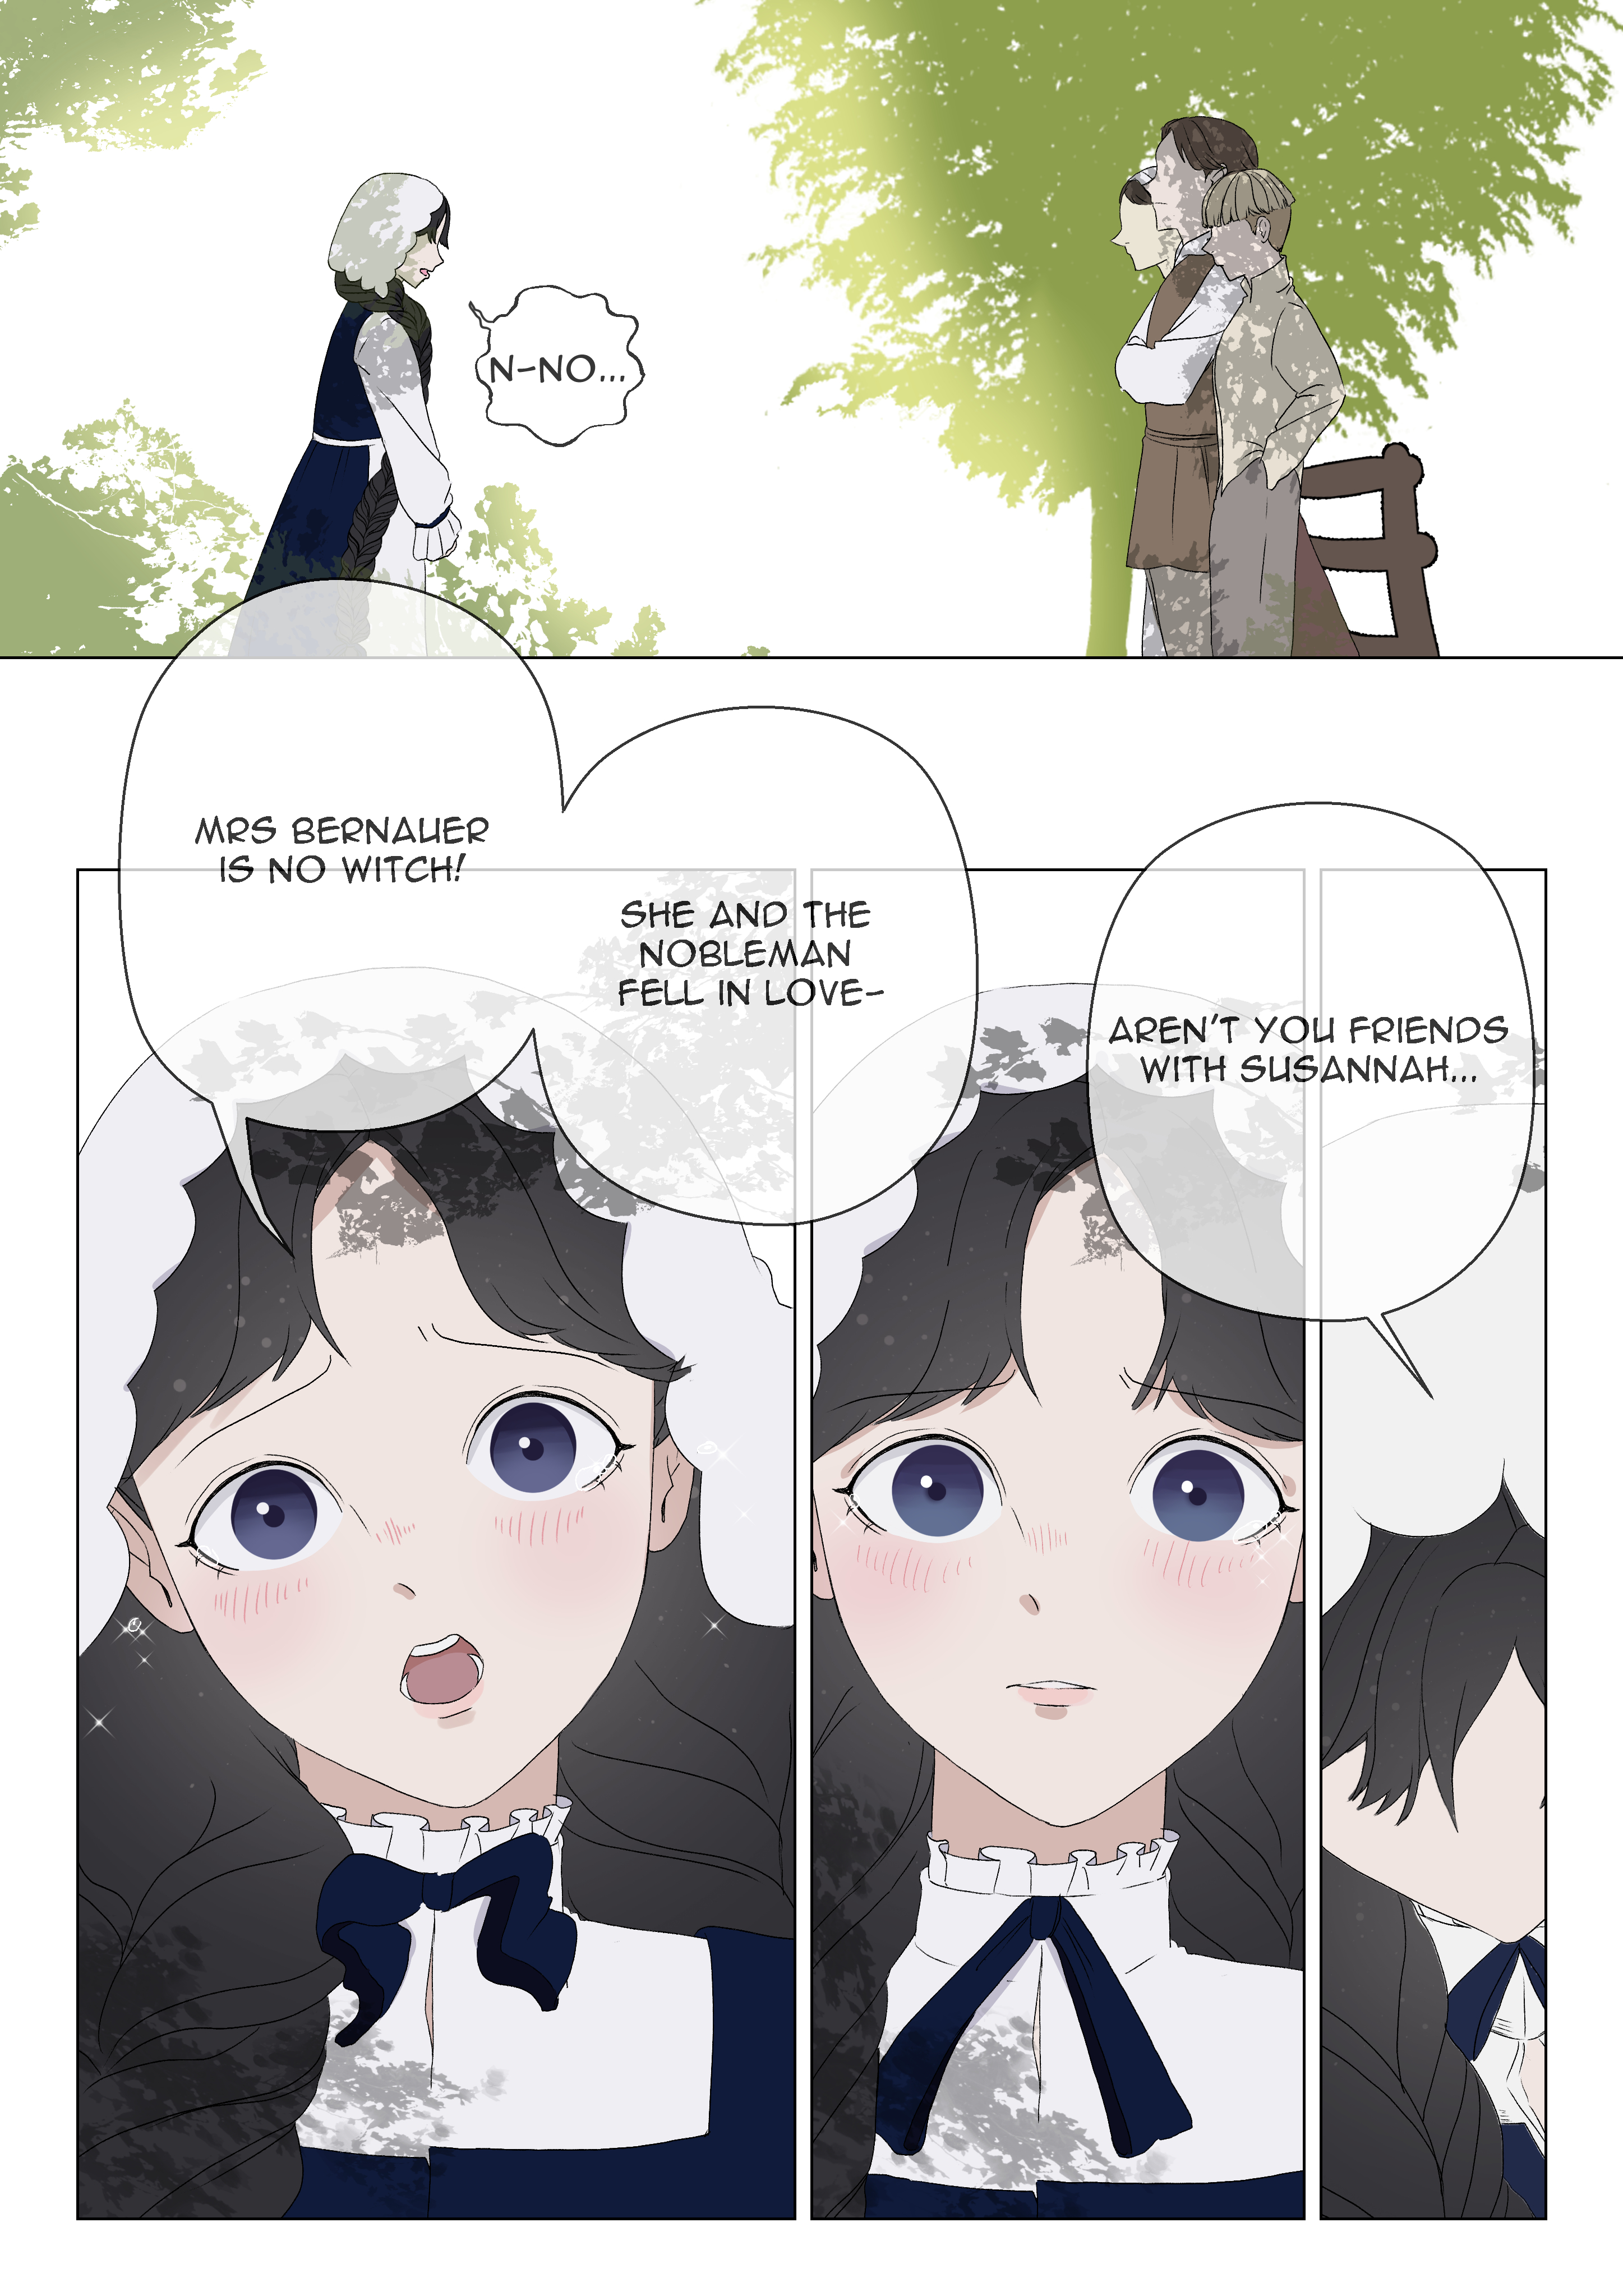 N-NO...
MRS BERNAUER
IS NO WITCH!
SHE AND THE
NOBLEMAN
FELL IN LOVE-
AREN'T YOU FRIENDS
WITH SUSANNAH...